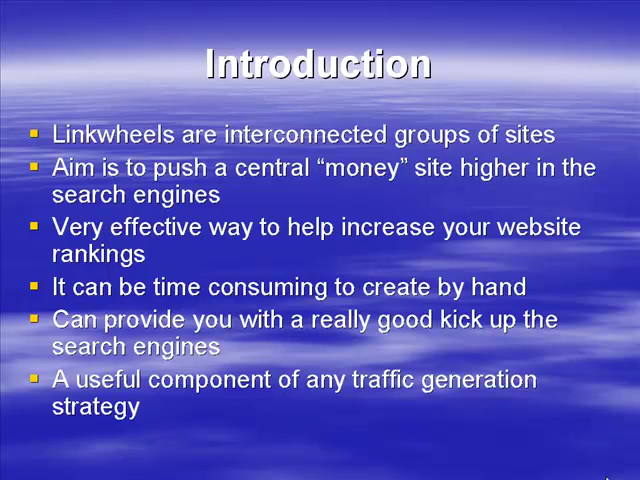 Introduction
Linkwheels are interconnected groups of sites
Aim is to push a central “money” site higher in the
search engines
Very effective way to help increase your website
rankings
It can be time consuming to create by hand
Can provide you with a really good kick up the
search engines
A useful component of any traffic generation
strategy